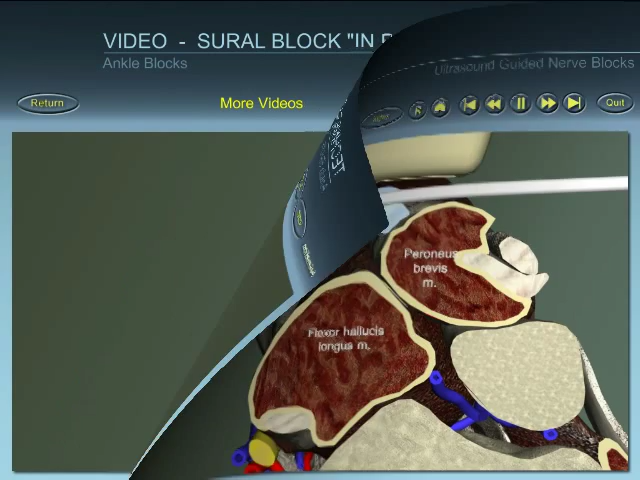 VIDEO - SURAL BLOCK "IN P
Ankle Blocks
Ultrasound Guided Nerve Blocks
Return
More Videos
Quit
Peroneus
brevis
m.
Flexor hallucis
longus m.